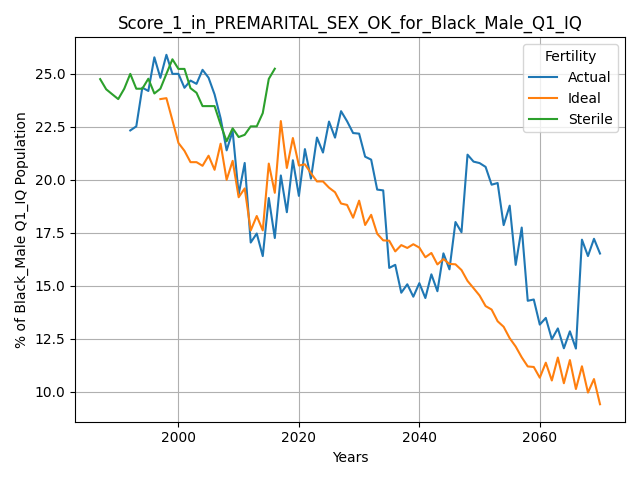 Score_1_in_PREMARITAL_SEX_OK_for_Black_Male_Q1_IQ
% of Black_Male Q1_IQ Population
25.0
22.5
20.0
17.5
15.0
12.5
10.0
Fertility
Actual
Ideal
Sterile
2000
2020
2040
2060
Years